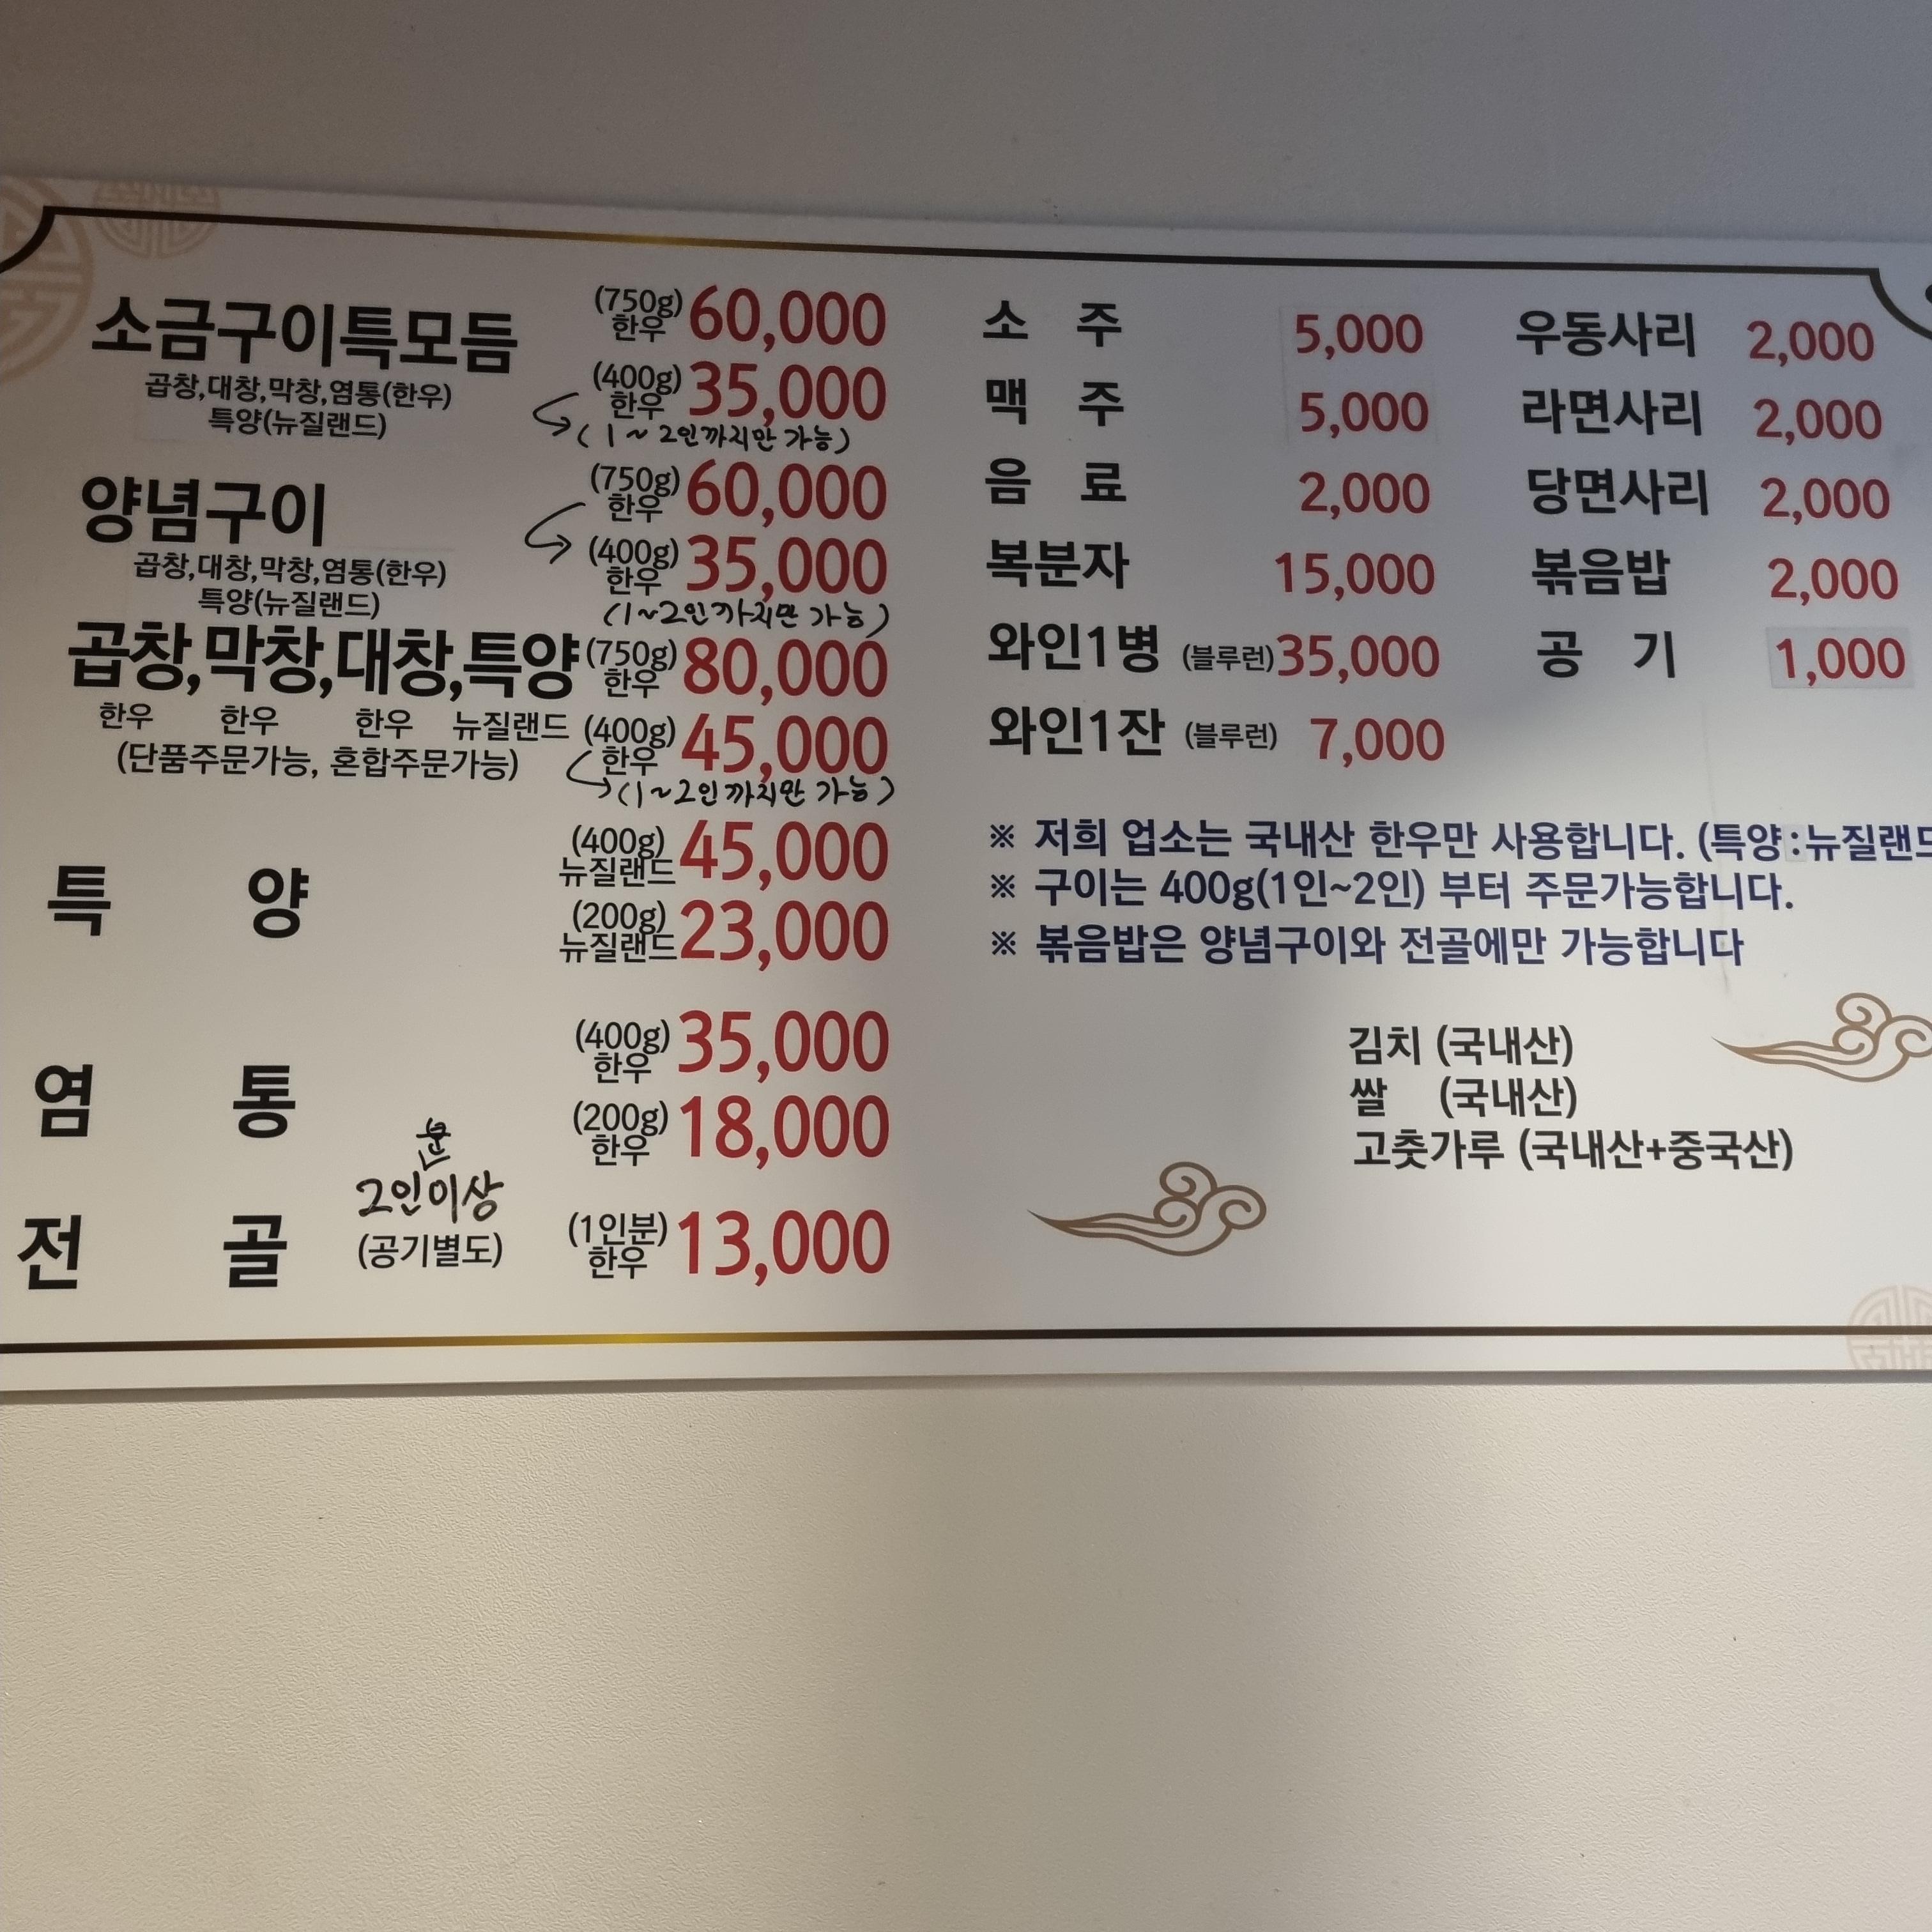 소금구이특모듬
곱창,대창,막창,염통(한우)
특양(뉴질랜드)
(750g) 한우 60,000
(400g) 한우 35,000
(1~2인까지만 가능)
양념구이
곱창,대창,막창,염통(한우)
특양(뉴질랜드)
(750g) 한우 60,000
(400g) 한우 35,000
(1~2인까지만 가능)
곱창,막창,대창,특양
한우 한우 한우 뉴질랜드
(단품주문가능, 혼합주문가능)
(750g) 한우 80,000
(400g) 한우 45,000
(1~2인까지만 가능)
특 양
(400g) 뉴질랜드 45,000
(200g) 뉴질랜드 23,000
염 통
(400g) 한우 35,000
(200g) 한우 18,000
전 골
분
2인이상
(공기별도)
(1인분) 한우 13,000
소 주 5,000
맥 주 5,000
음 료 2,000
복분자 15,000
와인1병 (블루런) 35,000
와인1잔 (블루런) 7,000
우동사리 2,000
라면사리 2,000
당면사리 2,000
볶음밥 2,000
공 기 1,000
※ 저희 업소는 국내산 한우만 사용합니다. (특양:뉴질랜드
※ 구이는 400g(1인~2인) 부터 주문가능합니다.
※ 볶음밥은 양념구이와 전골에만 가능합니다
김치 (국내산)
쌀 (국내산)
고춧가루 (국내산+중국산)